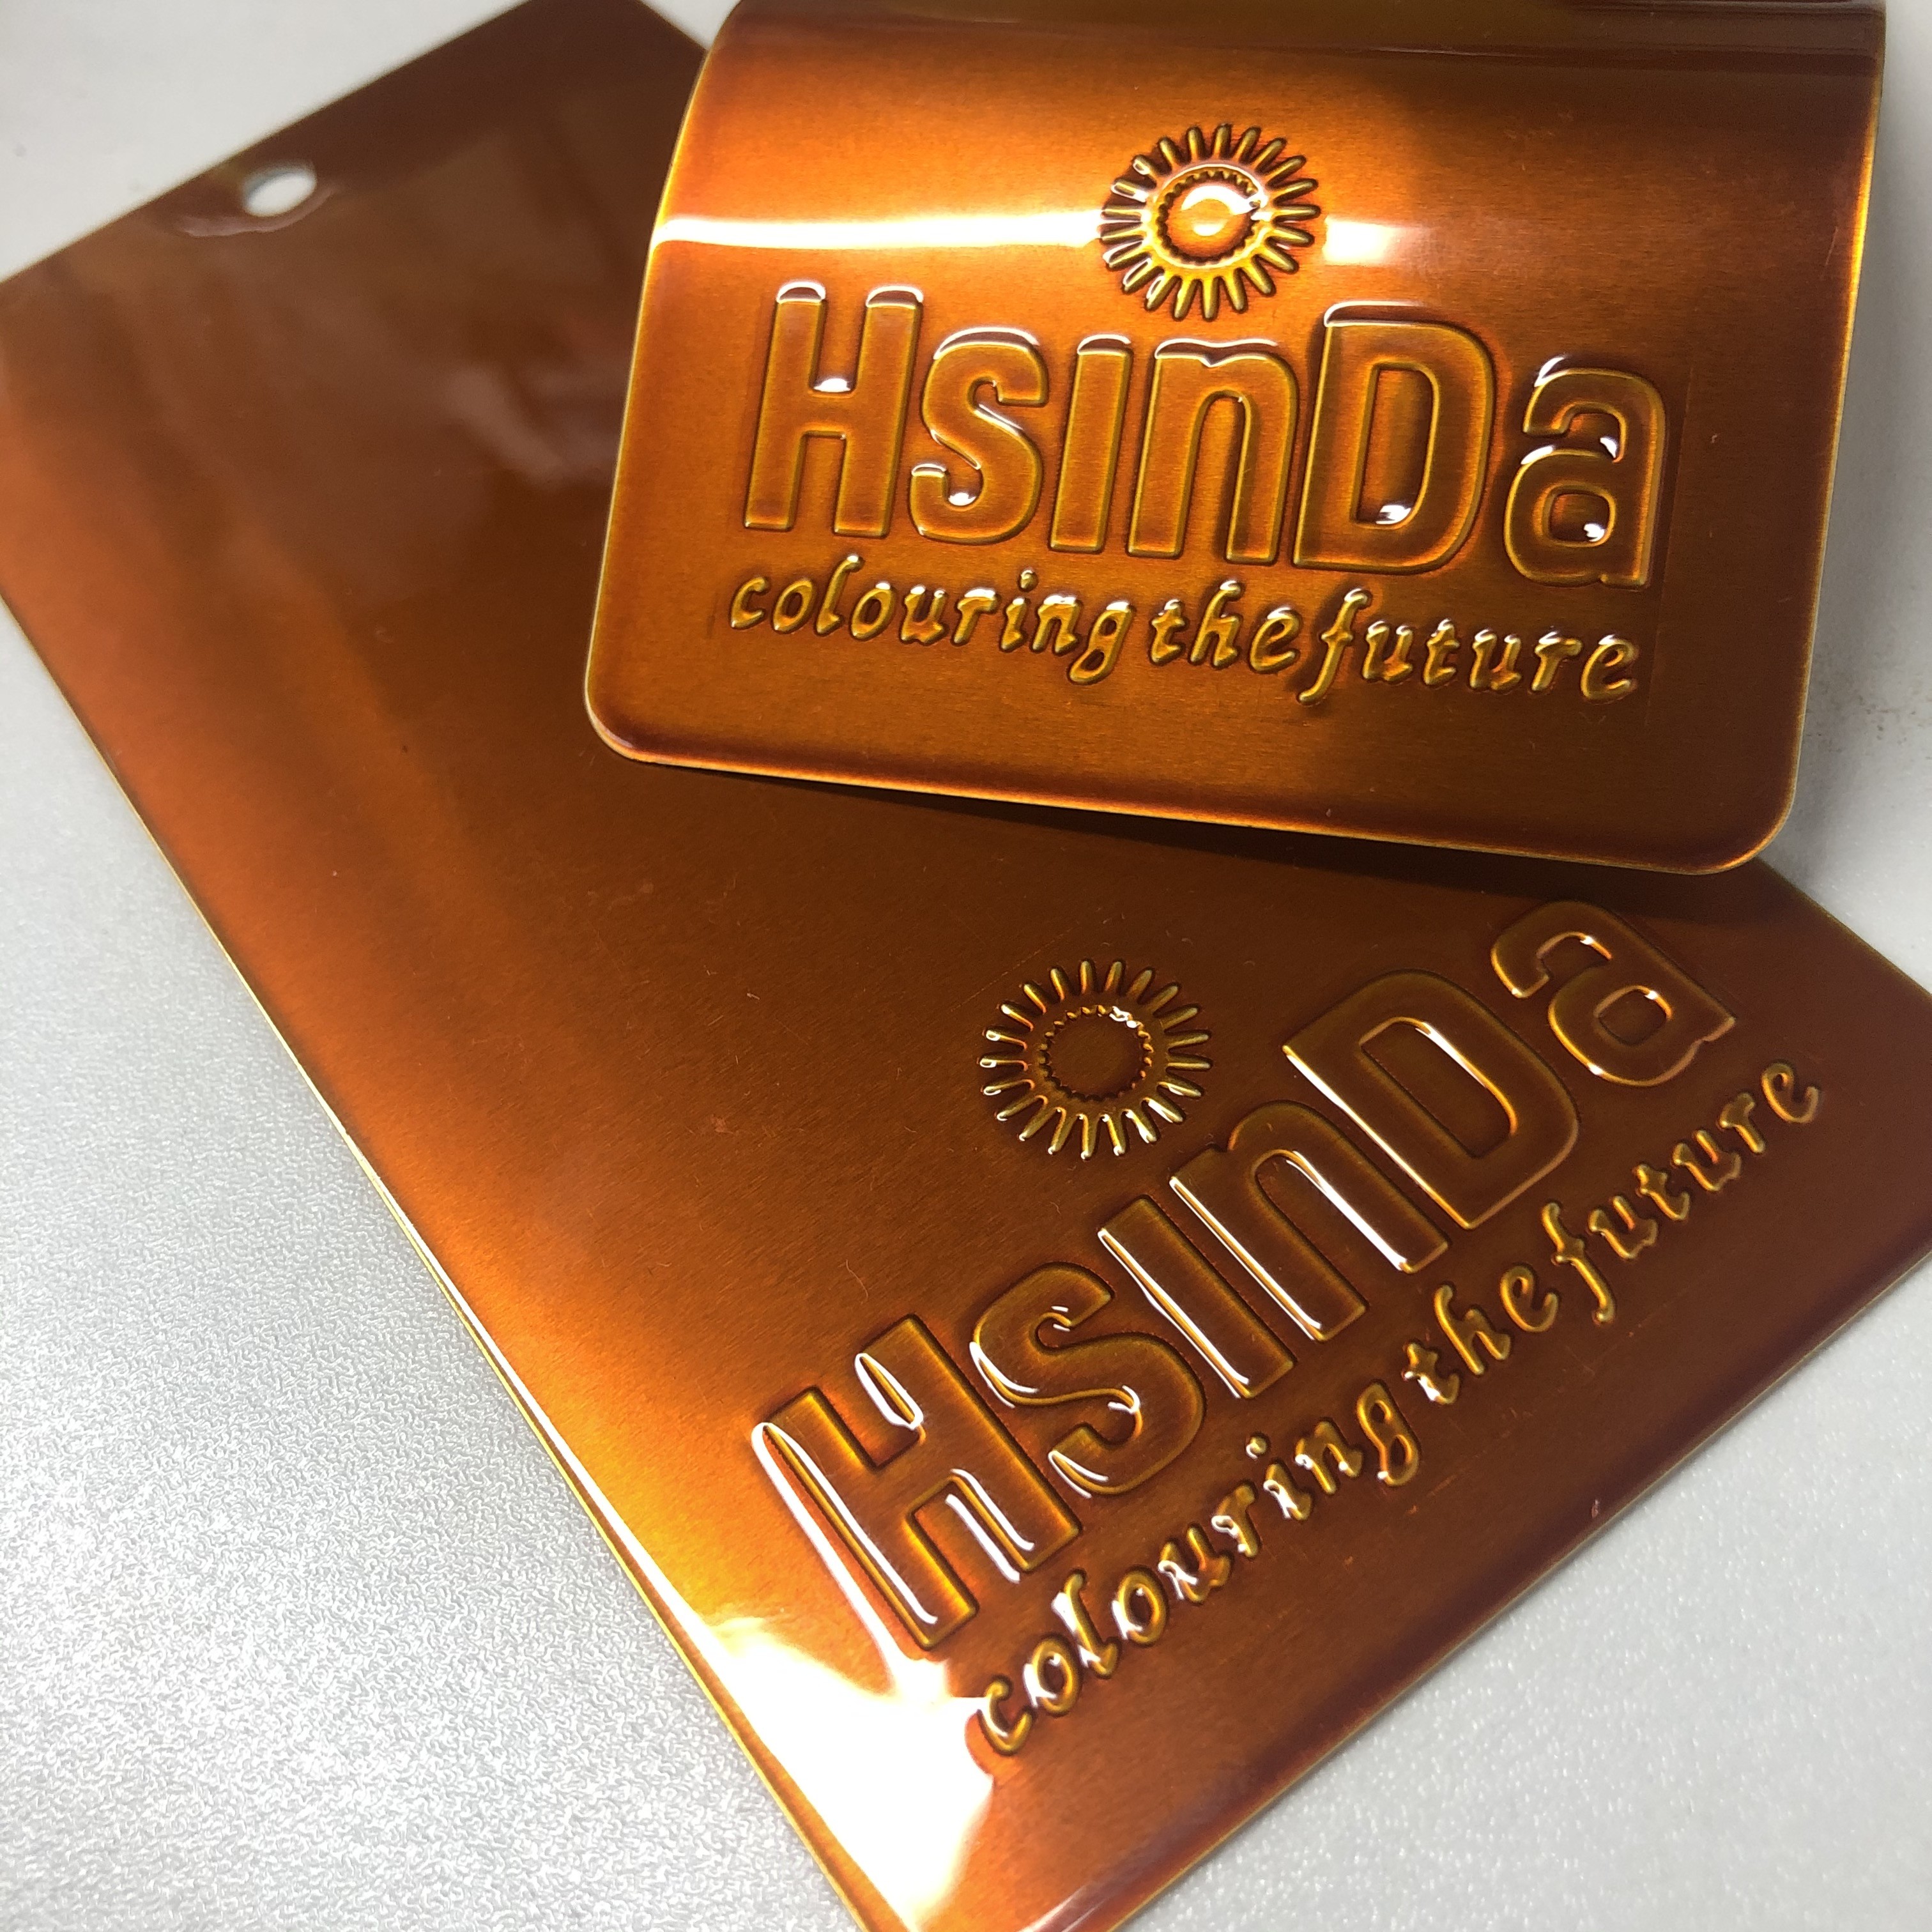 HsinDa
colouring the future
HsinDa
colouring the future